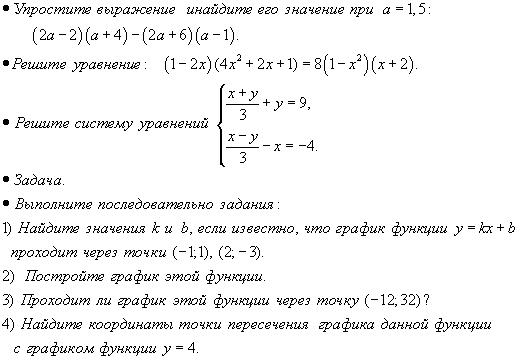 • Упростите выражение инайдите его значение при a = 1,5:
(2a − 2)(a + 4) − (2a + 6)(a − 1).
• Решите уравнение: (1 − 2x)(4x² + 2x + 1) = 8(1 − x²)(x + 2).
• Решите систему уравнений { (x + y)/3 + y = 9,
(x − y)/3 − x = −4.
• Задача.
• Выполните последовательно задания:
1) Найдите значения k и b, если известно, что график функции y = kx + b
проходит через точки (−1;1), (2; −3).
2) Постройте график этой функции.
3) Проходит ли график этой функции через точку (−12; 32)?
4) Найдите координаты точки пересечения графика данной функции
с графиком функции y = 4.